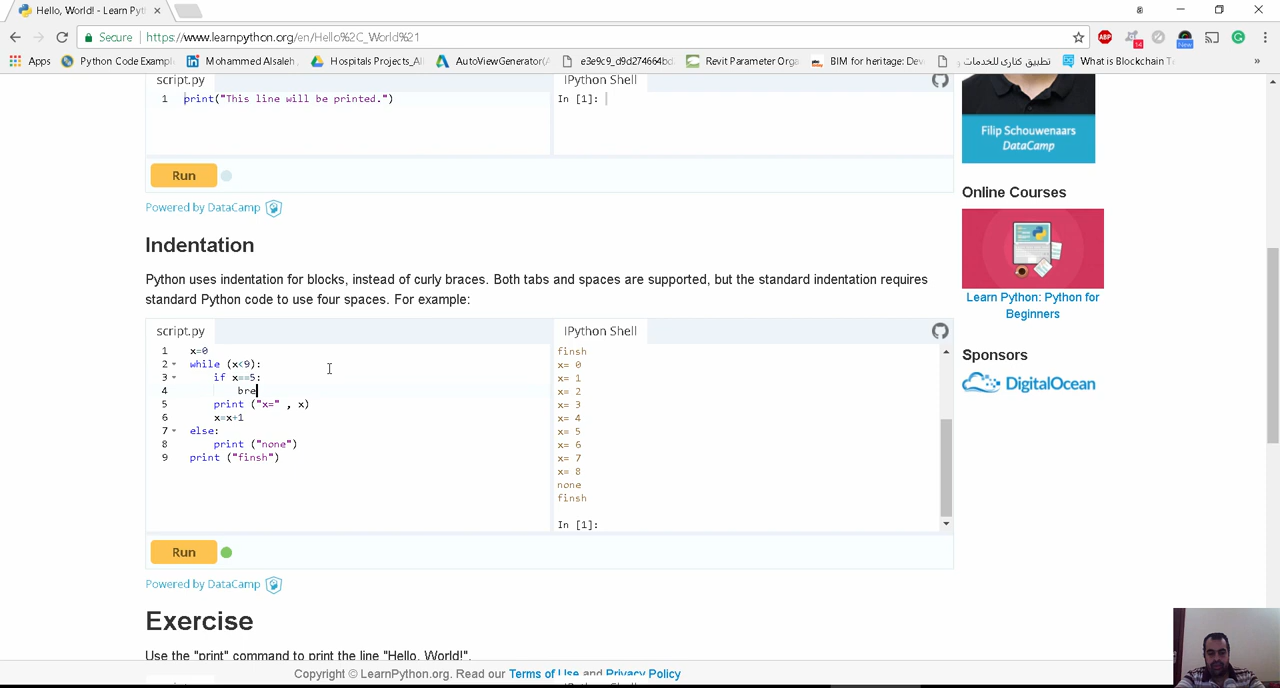 Hello, World! - Learn Pyt
Secure
https://www.learnpython.org/en/Hello%2C_World%21
ABP
14
New
Apps
Python Code Exampl
Mohammed Alsaleh
Hospitali Projects_Al
AutoviewGenerator(A
e3e9c9_d9d274664bd
Revit Parameter Orga
BIM for heritage: Dev
تطبيق كناري للخدمات
What is Blockchain T
»
script.py
IPython Shell
1 print("This line will be printed.")
In [1]:
Run
Powered by DataCamp
Filip Schouwenaars
DataCamp
Online Courses
Learn Python: Python for
Beginners
Sponsors
DigitalOcean
Indentation
Python uses indentation for blocks, instead of curly braces. Both tabs and spaces are supported, but the standard indentation requires
standard Python code to use four spaces. For example:
script.py
IPython Shell
1 x=0
2 while (x<9):
3 if x==5:
4 bre
5 print ("x=" , x)
6 x=x+1
7 else:
8 print ("none")
9 print ("finsh")
finsh
x= 0
x= 1
x= 2
x= 3
x= 4
x= 5
x= 6
x= 7
x= 8
none
finsh
In [1]:
Run
Powered by DataCamp
Exercise
Use the "print" command to print the line "Hello, World!".
Copyright © LearnPython.org. Read our Terms of Use and Privacy Policy